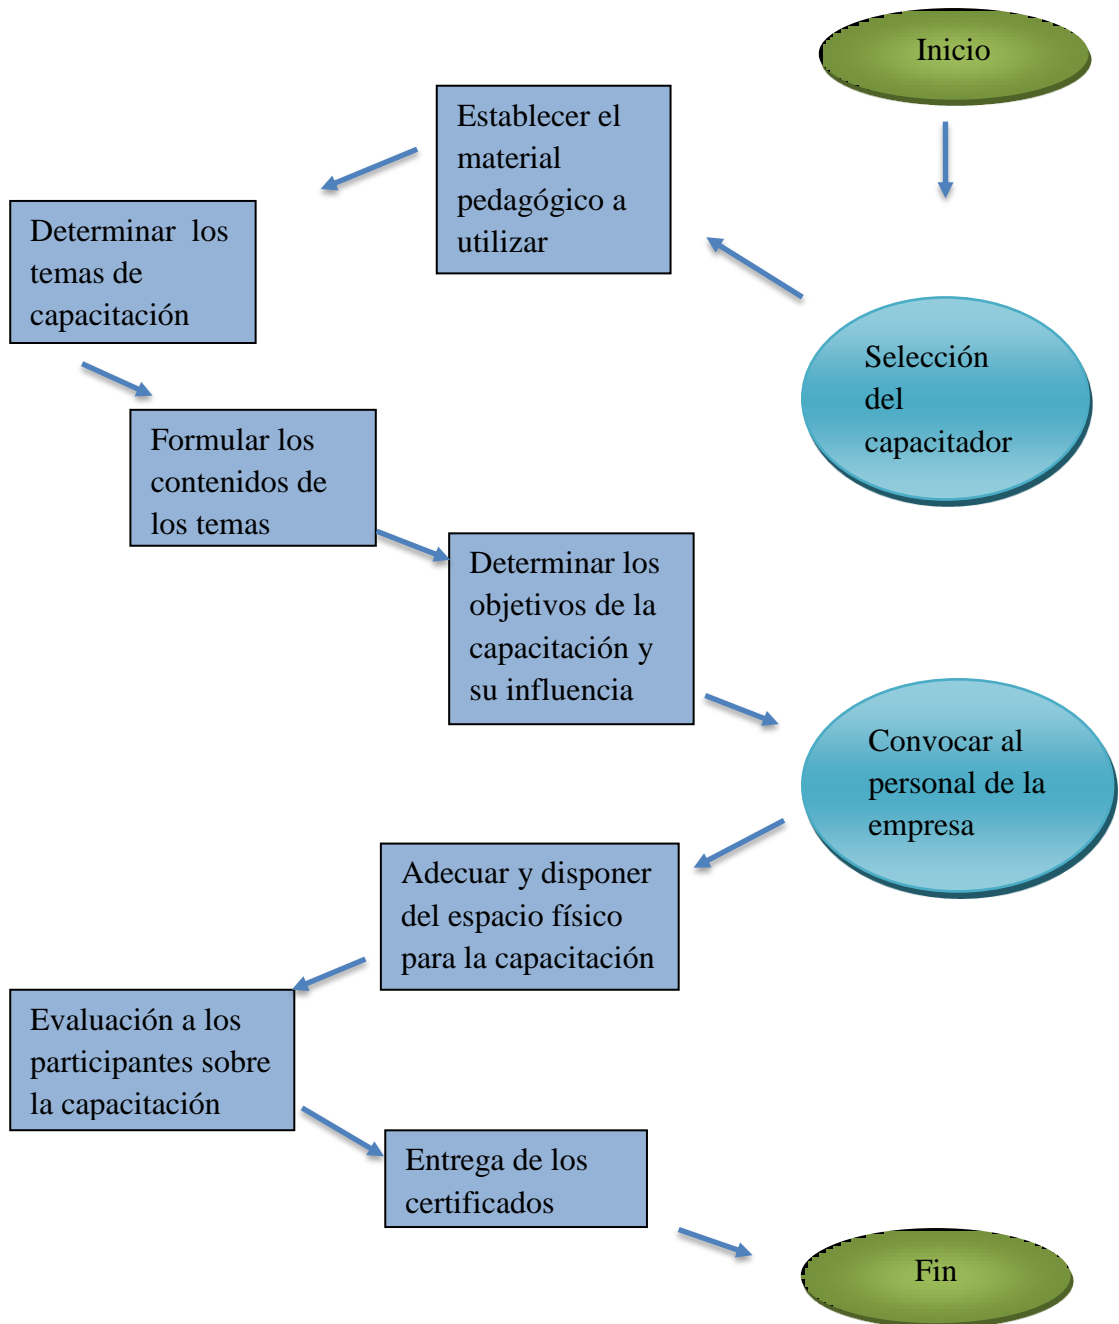 Inicio
Establecer el
material
pedagógico a
utilizar
Determinar  los
temas de
capacitación
Selección
del
capacitador
Formular los
contenidos de
los temas
Determinar los
objetivos de la
capacitación y
su influencia
Convocar al
personal de la
empresa
Adecuar y disponer
del espacio físico
para la capacitación
Evaluación a los
participantes sobre
la capacitación
Entrega de los
certificados
Fin